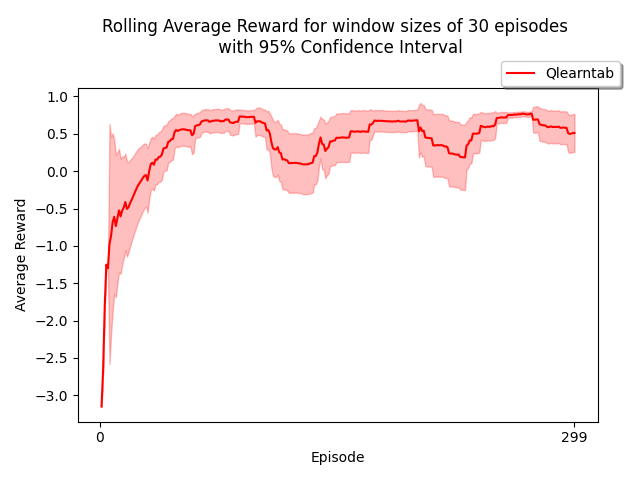 Rolling Average Reward for window sizes of 30 episodes
with 95% Confidence Interval
Qlearntab
1.0
0.5
0.0
−0.5
−1.0
−1.5
−2.0
−2.5
−3.0
Average Reward
0
299
Episode